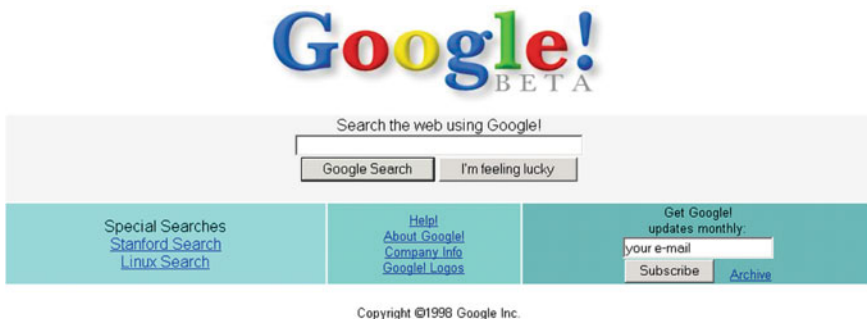 Google!
BETA
Search the web using Google!
Google Search I'm feeling lucky
Special Searches
Stanford Search
Linux Search
Help!
About Google!
Company Info
Google! Logos
Get Google!
updates monthly:
your e-mail
Subscribe Archive
Copyright ©1998 Google Inc.